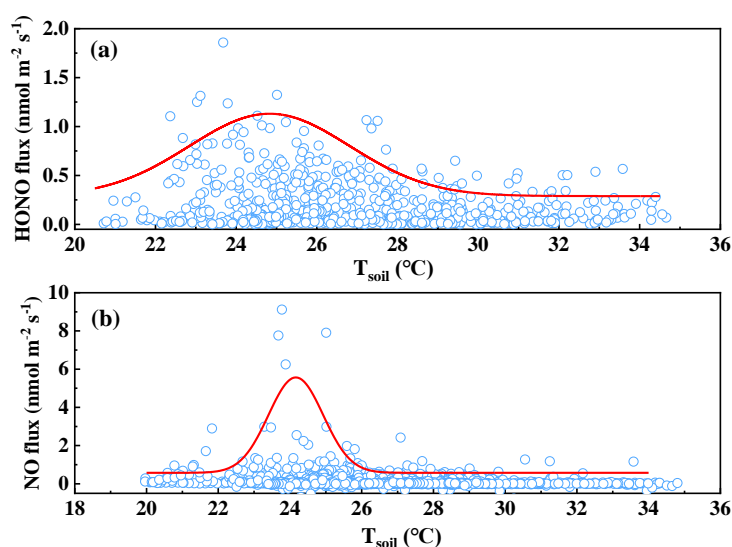 (a)
HONO flux (nmol m⁻² s⁻¹)
2.0
1.5
1.0
0.5
0.0
20 22 24 26 28 30 32 34 36
T_soil (°C)
(b)
NO flux (nmol m⁻² s⁻¹)
10
8
6
4
2
0
18 20 22 24 26 28 30 32 34 36
T_soil (°C)